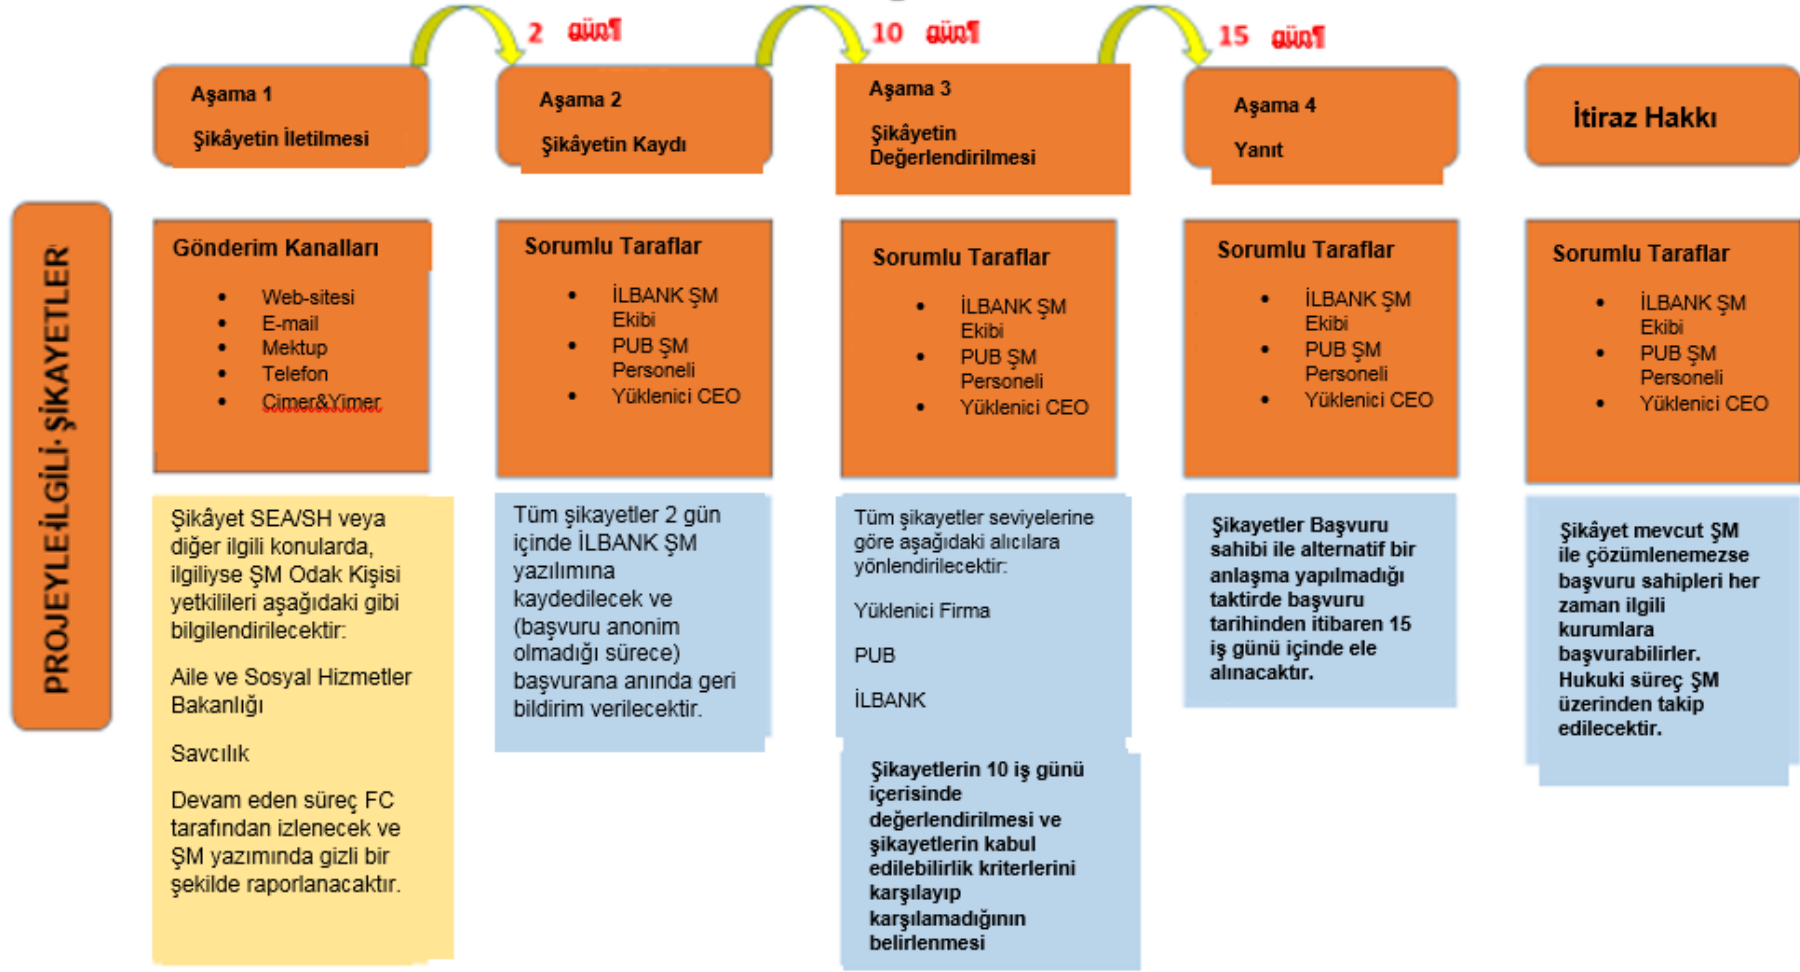 2 gün¶
10 gün¶
15 gün¶
Aşama 1
Şikâyetin İletilmesi
Aşama 2
Şikâyetin Kaydı
Aşama 3
Şikâyetin
Değerlendirilmesi
Aşama 4
Yanıt
İtiraz Hakkı
PROJEYLE·İLGİLİ·ŞİKAYETLER
Gönderim Kanalları
• Web-sitesi
• E-mail
• Mektup
• Telefon
• Cimer&Yimer
Sorumlu Taraflar
• İLBANK ŞM
Ekibi
• PUB ŞM
Personeli
• Yüklenici CEO
Sorumlu Taraflar
• İLBANK ŞM
Ekibi
• PUB ŞM
Personeli
• Yüklenici CEO
Sorumlu Taraflar
• İLBANK ŞM
Ekibi
• PUB ŞM
Personeli
• Yüklenici CEO
Sorumlu Taraflar
• İLBANK ŞM
Ekibi
• PUB ŞM
Personeli
• Yüklenici CEO
Şikâyet SEA/SH veya
diğer ilgili konularda,
ilgiliyse ŞM Odak Kişisi
yetkilileri aşağıdaki gibi
bilgilendirilecektir:
Aile ve Sosyal Hizmetler
Bakanlığı
Savcılık
Devam eden süreç FC
tarafından izlenecek ve
ŞM yazımında gizli bir
şekilde raporlanacaktır.
Tüm şikayetler 2 gün
içinde İLBANK ŞM
yazılımına
kaydedilecek ve
(başvuru anonim
olmadığı sürece)
başvurana anında geri
bildirim verilecektir.
Tüm şikayetler seviyelerine
göre aşağıdaki alıcılara
yönlendirilecektir:
Yüklenici Firma
PUB
İLBANK
Şikayetlerin 10 iş günü
içerisinde
değerlendirilmesi ve
şikayetlerin kabul
edilebilirlik kriterlerini
karşılayıp
karşılamadığının
belirlenmesi
Şikayetler Başvuru
sahibi ile alternatif bir
anlaşma yapılmadığı
taktirde başvuru
tarihinden itibaren 15
iş günü içinde ele
alınacaktır.
Şikâyet mevcut ŞM
ile çözümlenemezse
başvuru sahipleri her
zaman ilgili
kurumlara
başvurabilirler.
Hukuki süreç ŞM
üzerinden takip
edilecektir.